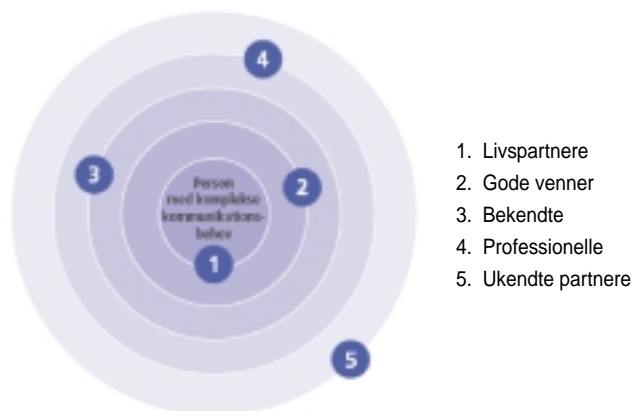 4
3
2
Person
med komplekse
kommunikations-
behov
1
5
1. Livspartnere
2. Gode venner
3. Bekendte
4. Professionelle
5. Ukendte partnere